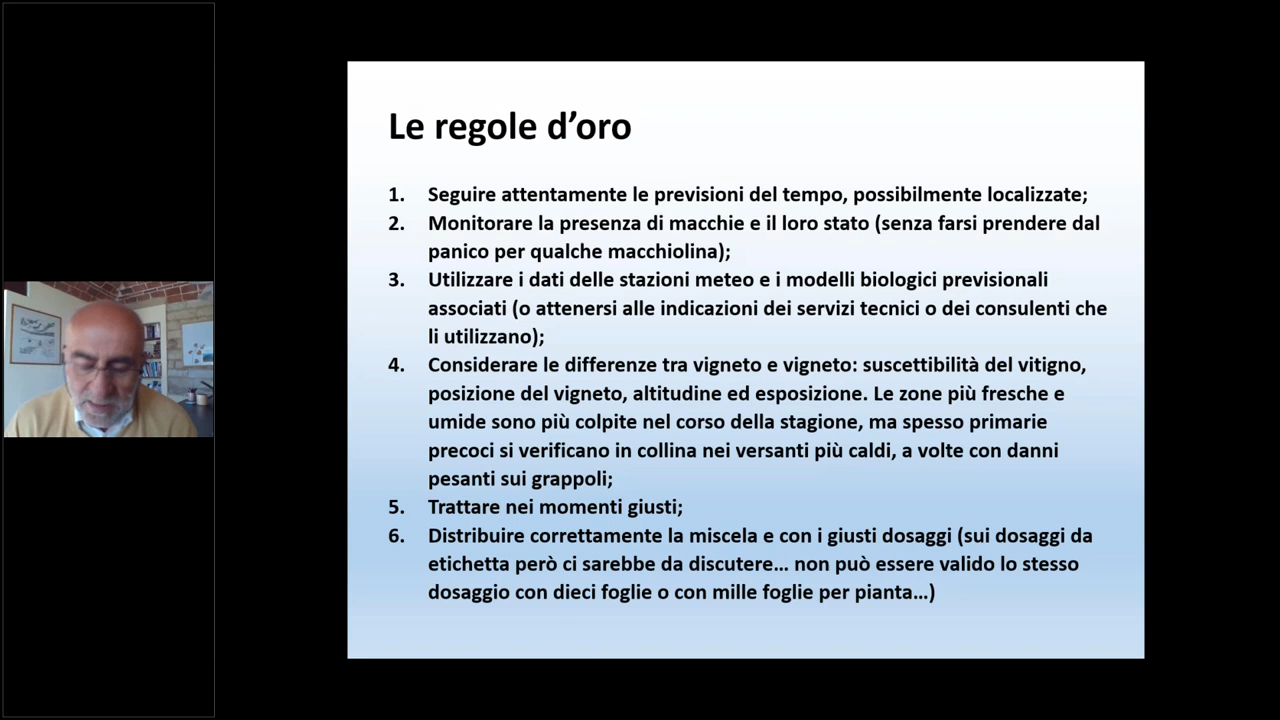 Le regole d’oro
1. Seguire attentamente le previsioni del tempo, possibilmente localizzate;
2. Monitorare la presenza di macchie e il loro stato (senza farsi prendere dal
panico per qualche macchiolina);
3. Utilizzare i dati delle stazioni meteo e i modelli biologici previsionali
associati (o attenersi alle indicazioni dei servizi tecnici o dei consulenti che
li utilizzano);
4. Considerare le differenze tra vigneto e vigneto: suscettibilità del vitigno,
posizione del vigneto, altitudine ed esposizione. Le zone più fresche e
umide sono più colpite nel corso della stagione, ma spesso primarie
precoci si verificano in collina nei versanti più caldi, a volte con danni
pesanti sui grappoli;
5. Trattare nei momenti giusti;
6. Distribuire correttamente la miscela e con i giusti dosaggi (sui dosaggi da
etichetta però ci sarebbe da discutere… non può essere valido lo stesso
dosaggio con dieci foglie o con mille foglie per pianta…)